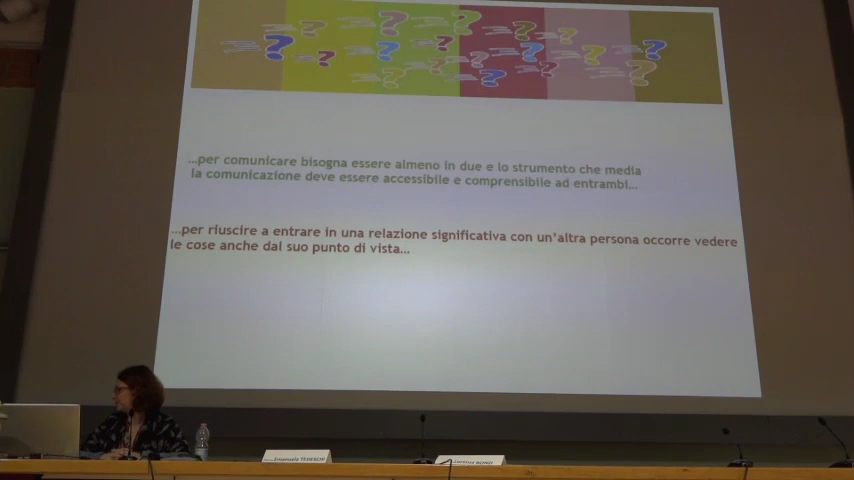 ...per comunicare bisogna essere almeno in due e lo strumento che media
la comunicazione deve essere accessibile e comprensibile ad entrambi...
...per riuscire a entrare in una relazione significativa con un'altra persona occorre vedere
le cose anche dal suo punto di vista...
Emanuela TEDESCHI